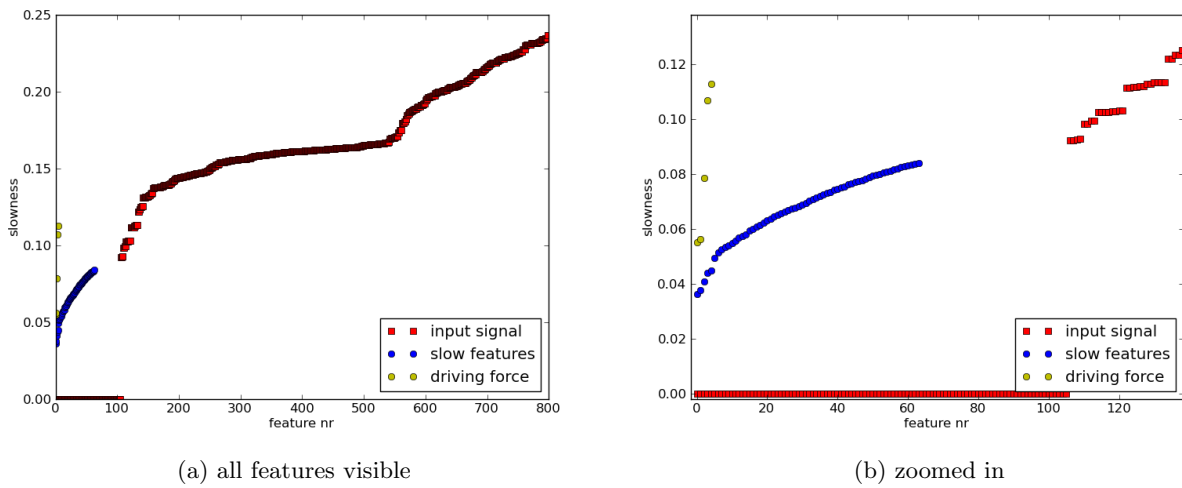 0.25
0.20
0.15
0.10
0.05
0.00
slowness
0 100 200 300 400 500 600 700 800
feature nr
input signal
slow features
driving force
(a) all features visible
0.12
0.10
0.08
0.06
0.04
0.02
0.00
slowness
0 20 40 60 80 100 120
feature nr
input signal
slow features
driving force
(b) zoomed in